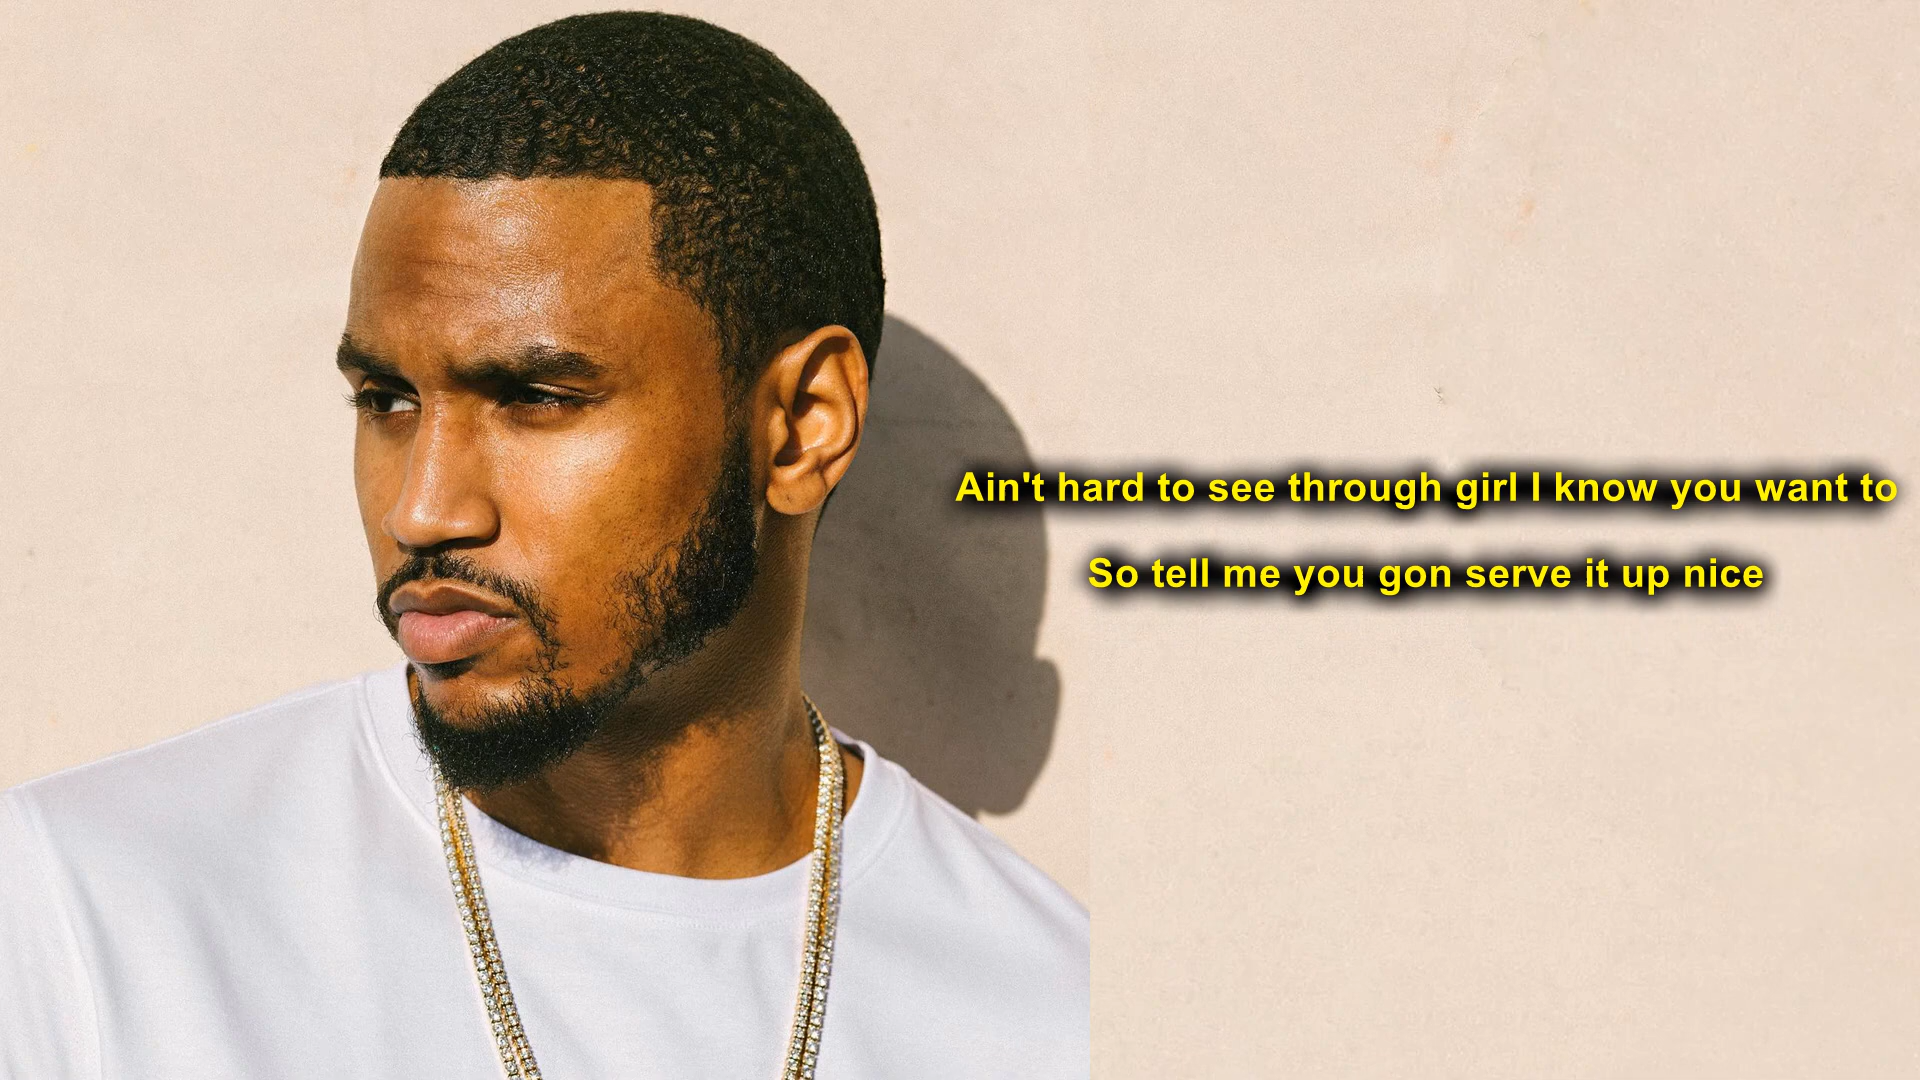 Ain't hard to see through girl I know you want to
So tell me you gon serve it up nice